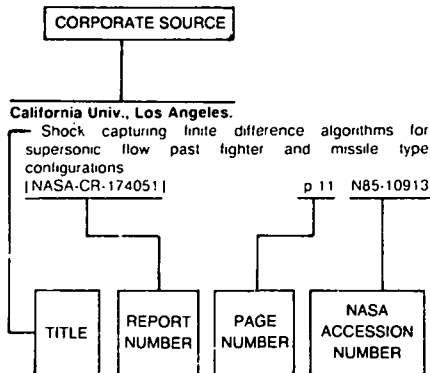 CORPORATE SOURCE
California Univ., Los Angeles.
Shock capturing finite difference algorithms for
supersonic flow past fighter and missile type
configurations
[NASA-CR-174051] p 11 N85-10913
TITLE
REPORT
NUMBER
PAGE
NUMBER
NASA
ACCESSION
NUMBER